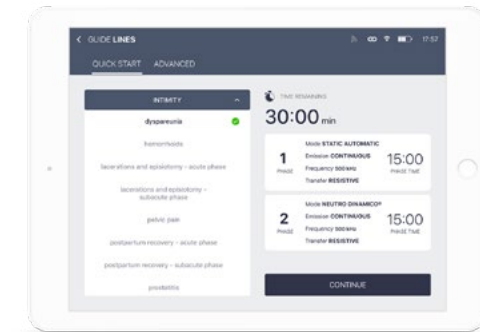 GUIDE LINES
17:57
QUICK START ADVANCED
INTIMITY
dyspareunia
hemorrhoids
lacerations and episiotomy - acute phase
lacerations and episiotomy -
subacute phase
pelvic pain
postpartum recovery - acute phase
postpartum recovery - subacute phase
prostatitis
TIME REMAINING
30:00 min
1
PHASE
Mode STATIC AUTOMATIC
Emission CONTINUOUS
Frequency 500 kHz
Transfer RESISTIVE
15:00
PHASE TIME
2
PHASE
Mode NEUTRO DINAMICO®
Emission CONTINUOUS
Frequency 500 kHz
Transfer RESISTIVE
15:00
PHASE TIME
CONTINUE